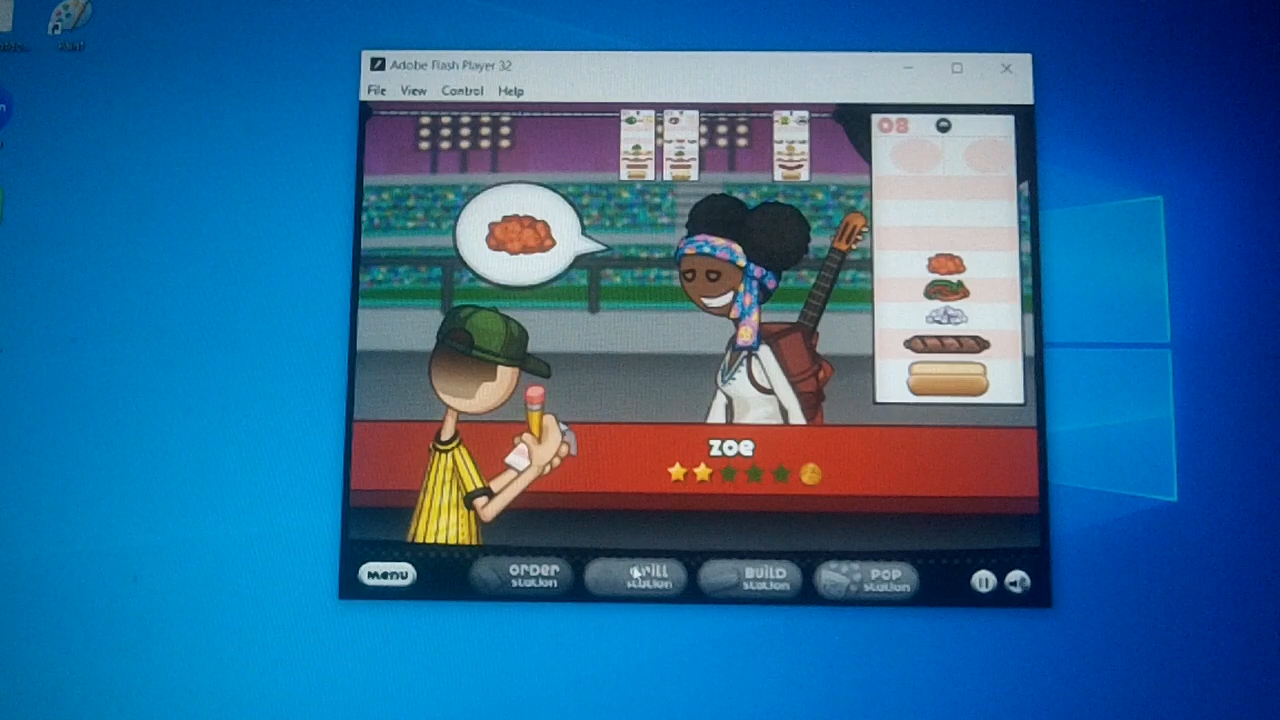 Adobe Flash Player 32
File View Control Help
08
zoe
menu
ORDER
station
Grill
station
BUILD
station
POP
station